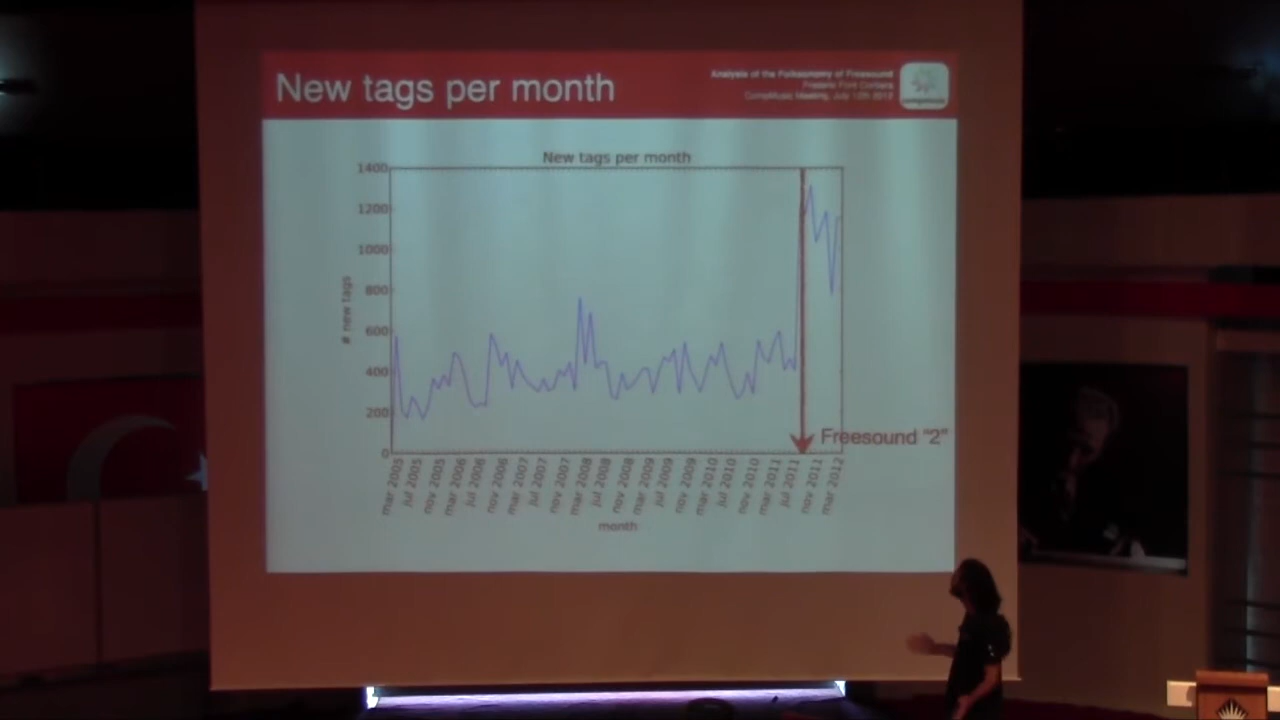 New tags per month
Analysis of the Folksonomy of Freesound
Frederic Font Corbera
CompMusic Meeting, July 12th 2012
New tags per month
1400
1200
1000
800
600
400
200
0
# new tags
Freesound "2"
mar 2005
jul 2005
nov 2005
mar 2006
jul 2006
nov 2006
mar 2007
jul 2007
nov 2007
mar 2008
jul 2008
nov 2008
mar 2009
jul 2009
nov 2009
mar 2010
jul 2010
nov 2010
mar 2011
jul 2011
nov 2011
mar 2012
month